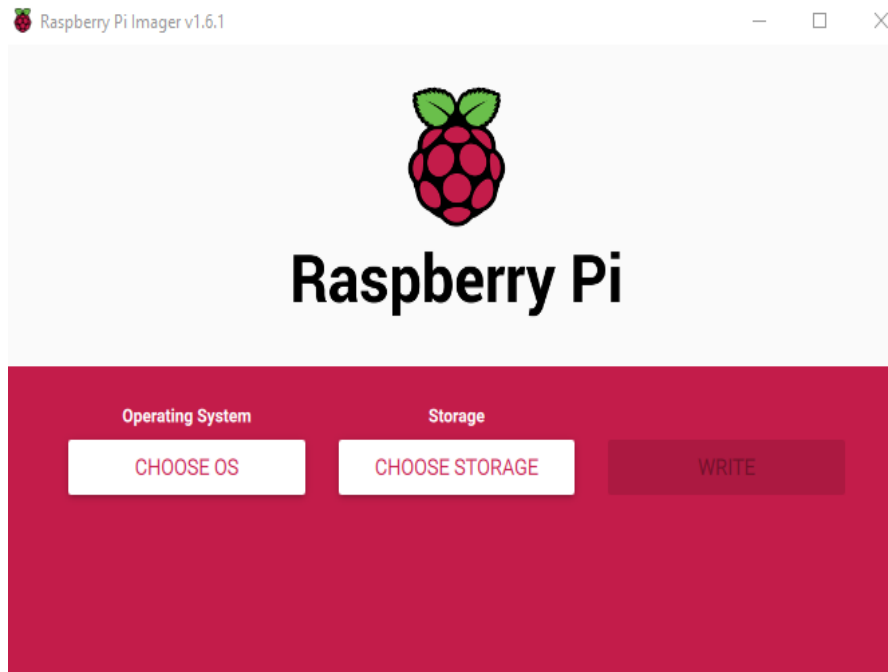 Raspberry Pi Imager v1.6.1
Raspberry Pi
Operating System
Storage
CHOOSE OS
CHOOSE STORAGE
WRITE